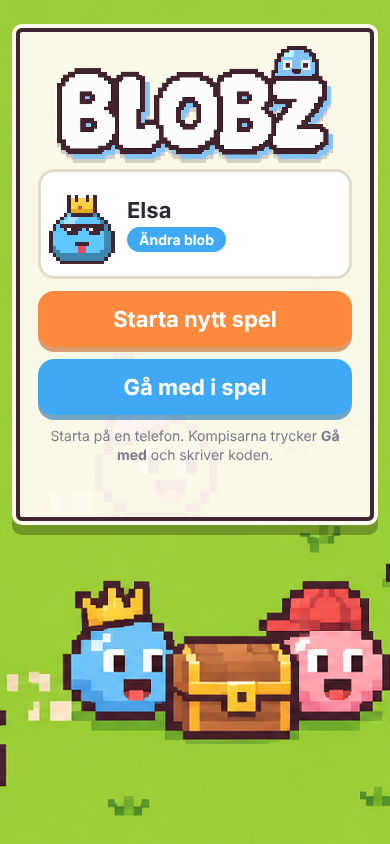 BLOBZ
Elsa
Ändra blob
Starta nytt spel
Gå med i spel
Starta på en telefon. Kompisarna trycker Gå
med och skriver koden.